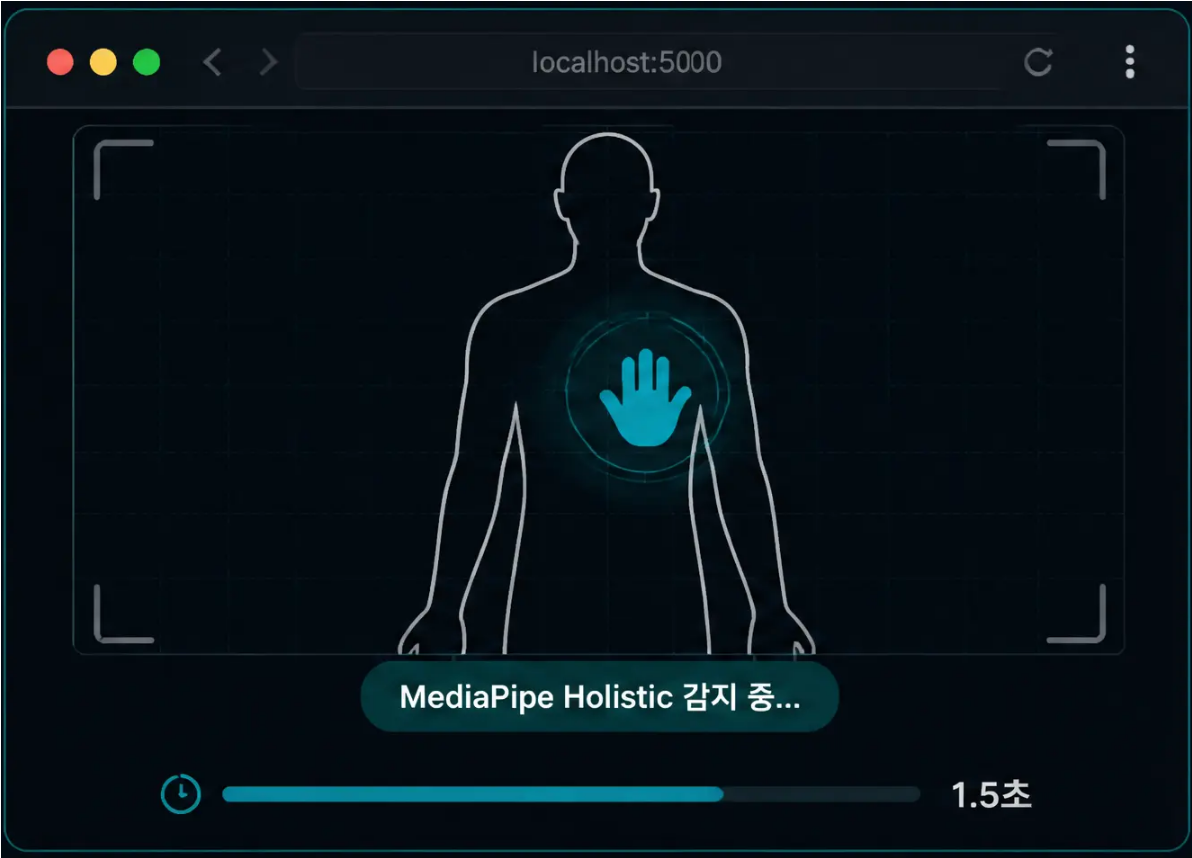 localhost:5000
MediaPipe Holistic 감지 중...
1.5초